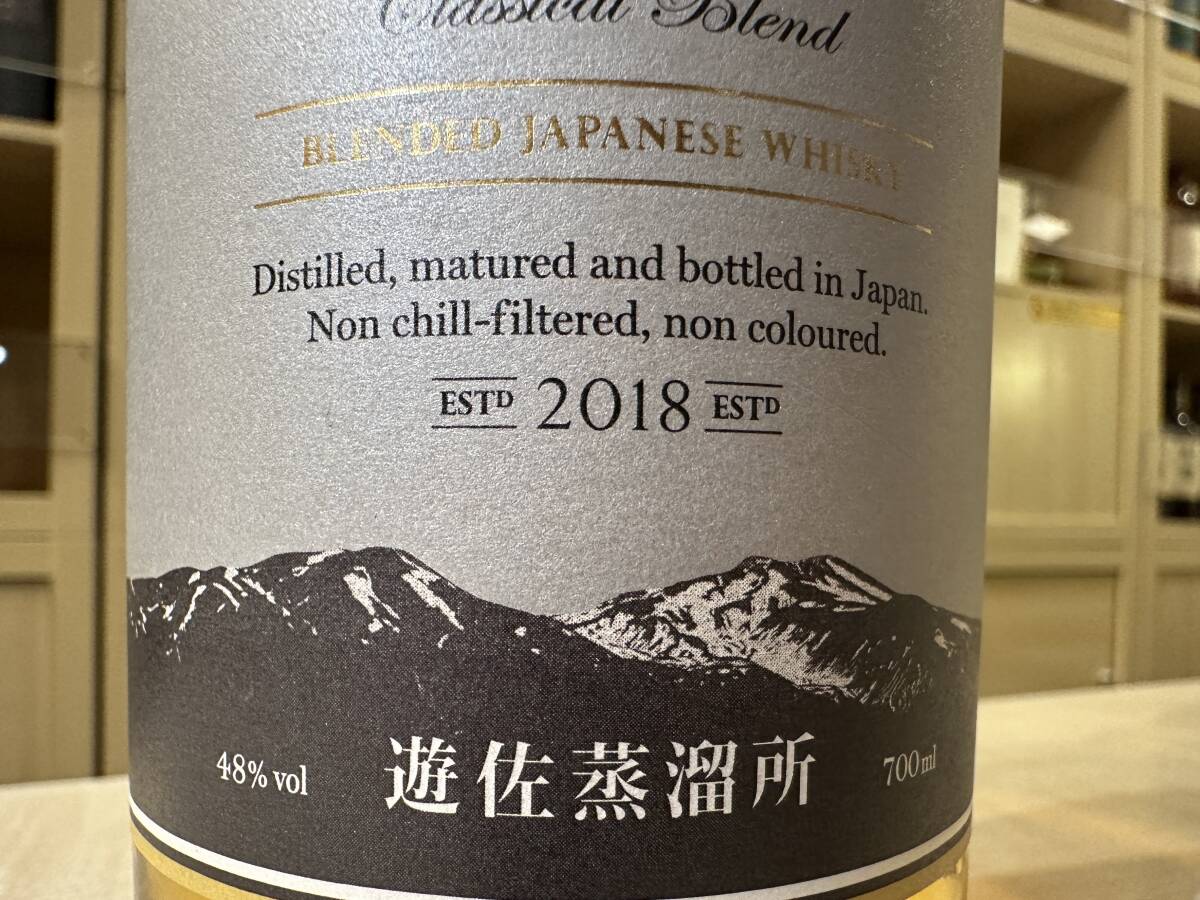 Classical Blend
BLENDED JAPANESE WHISKY
Distilled, matured and bottled in Japan.
Non chill-filtered, non coloured.
ESTD 2018 ESTD
48% vol 遊佐蒸溜所 700ml